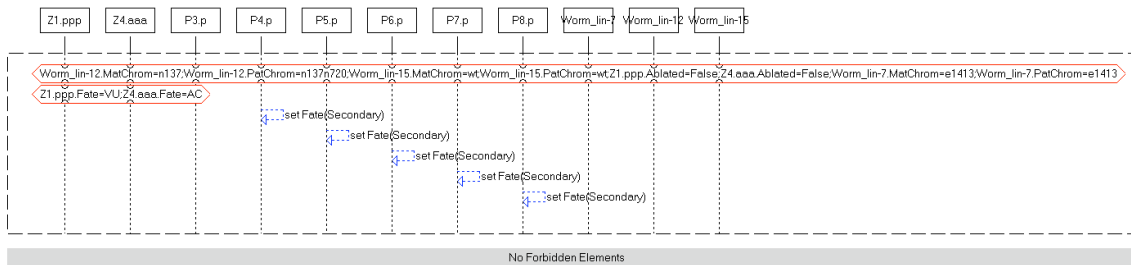 Z1.ppp Z4.aaa P3.p P4.p P5.p P6.p P7.p P8.p Worm_lin-7 Worm_lin-12 Worm_lin-15
Worm_lin-12.MatChrom=n137;Worm_lin-12.PatChrom=n137n720;Worm_lin-15.MatChrom=wt;Worm_lin-15.PatChrom=wt;Z1.ppp.Ablated=False;Z4.aaa.Ablated=False;Worm_lin-7.MatChrom=e1413;Worm_lin-7.PatChrom=e1413
Z1.ppp.Fate=VU;Z4.aaa.Fate=AC
set Fate(Secondary)
set Fate(Secondary)
set Fate(Secondary)
set Fate(Secondary)
set Fate(Secondary)
No Forbidden Elements